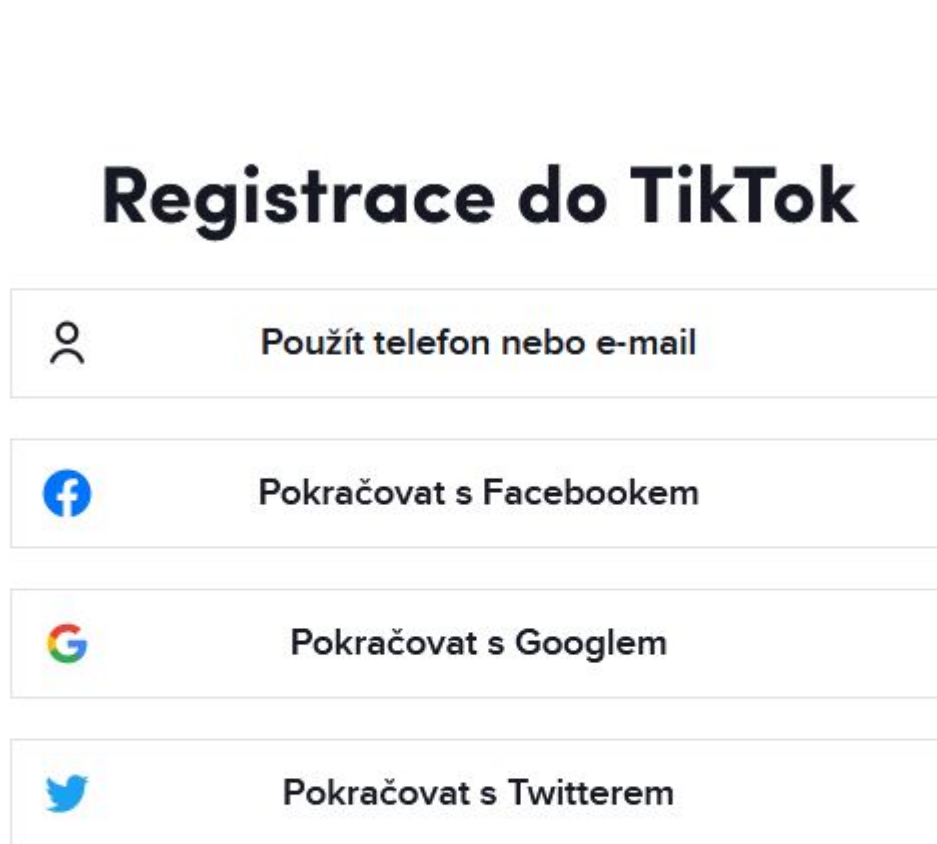 Registrace do TikTok
Použít telefon nebo e-mail
Pokračovat s Facebookem
Pokračovat s Googlem
Pokračovat s Twitterem